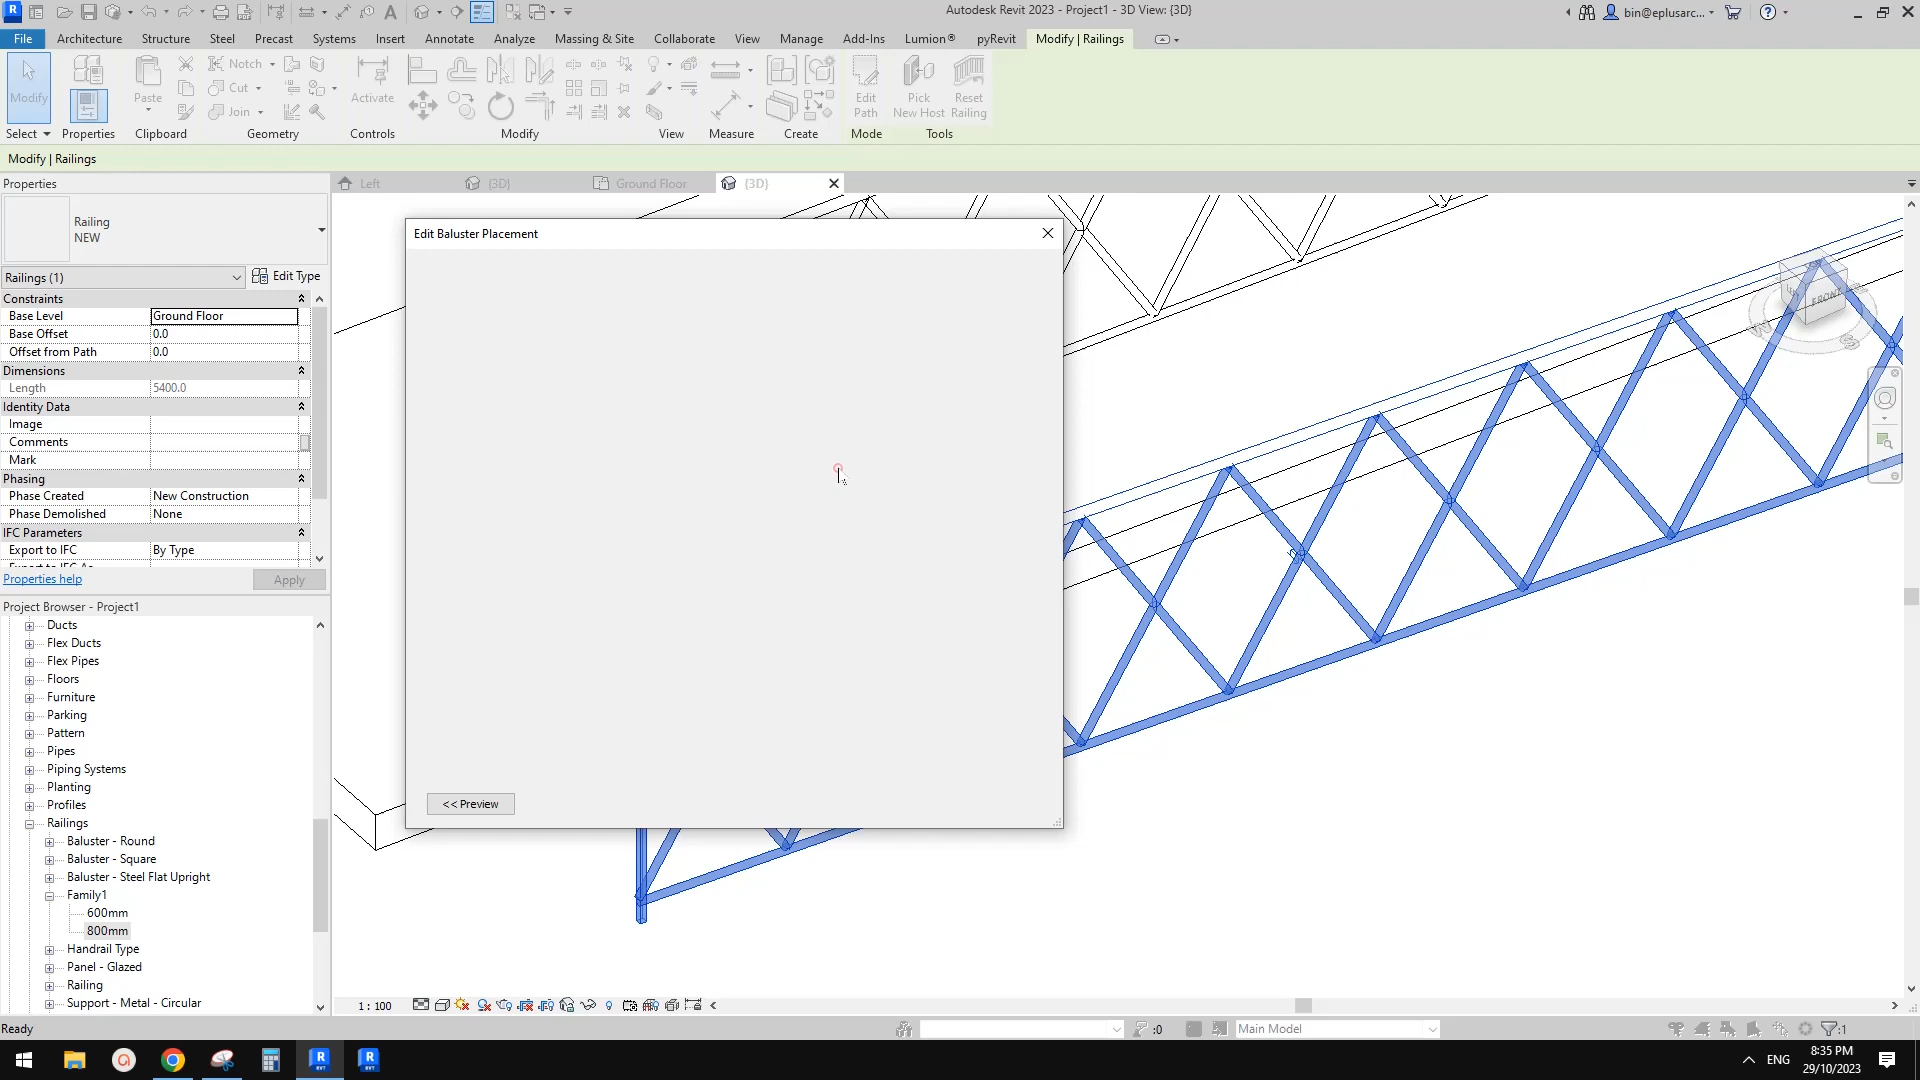 Autodesk Revit 2023 - Project1 - 3D View: {3D}
bin@eplusarc...
File
Architecture
Structure
Steel
Precast
Systems
Insert
Annotate
Analyze
Massing & Site
Collaborate
View
Manage
Add-Ins
Lumion®
pyRevit
Modify | Railings
Modify
Paste
Notch
Cut
Join
Activate
Edit Path
Pick New Host
Reset Railing
Select
Properties
Clipboard
Geometry
Controls
Modify
View
Measure
Create
Mode
Tools
Modify | Railings
Properties
Left
{3D}
Ground Floor
{3D}
Railing
NEW
Railings (1)
Edit Type
Constraints
Base Level Ground Floor
Base Offset 0.0
Offset from Path 0.0
Dimensions
Length 5400.0
Identity Data
Image
Comments
Mark
Phasing
Phase Created New Construction
Phase Demolished None
IFC Parameters
Export to IFC By Type
Properties help
Apply
Edit Baluster Placement
<< Preview
FRONT
W
S
Project Browser - Project1
Ducts
Flex Ducts
Flex Pipes
Floors
Furniture
Parking
Pattern
Pipes
Piping Systems
Planting
Profiles
Railings
Baluster - Round
Baluster - Square
Baluster - Steel Flat Upright
Family1
600mm
800mm
Handrail Type
Panel - Glazed
Railing
Support - Metal - Circular
1 : 100
Ready
:0
Main Model
:1
ENG
8:35 PM
29/10/2023